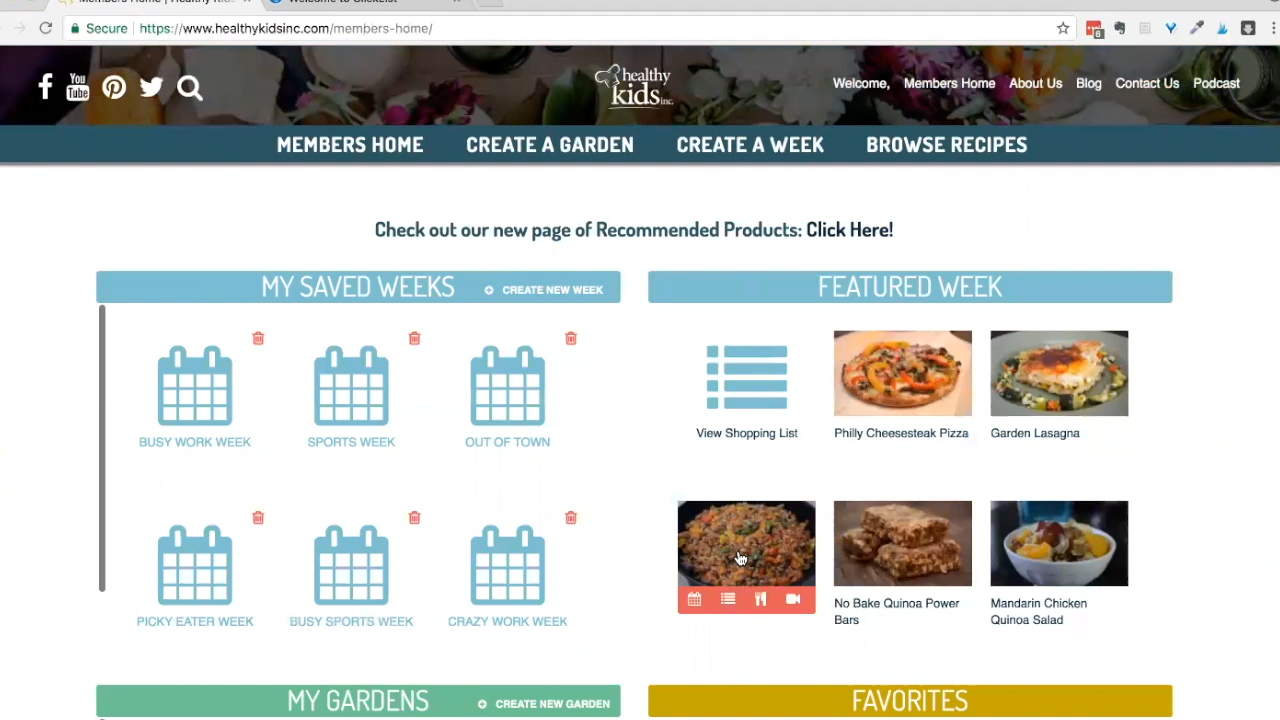 Secure https://www.healthykidsinc.com/members-home/
6
You
Tube
healthy
kids inc.
Welcome, Members Home About Us Blog Contact Us Podcast
MEMBERS HOME CREATE A GARDEN CREATE A WEEK BROWSE RECIPES
Check out our new page of Recommended Products: Click Here!
MY SAVED WEEKS CREATE NEW WEEK
BUSY WORK WEEK SPORTS WEEK OUT OF TOWN
PICKY EATER WEEK BUSY SPORTS WEEK CRAZY WORK WEEK
FEATURED WEEK
View Shopping List Philly Cheesesteak Pizza Garden Lasagna
No Bake Quinoa Power
Bars
Mandarin Chicken
Quinoa Salad
MY GARDENS CREATE NEW GARDEN
FAVORITES